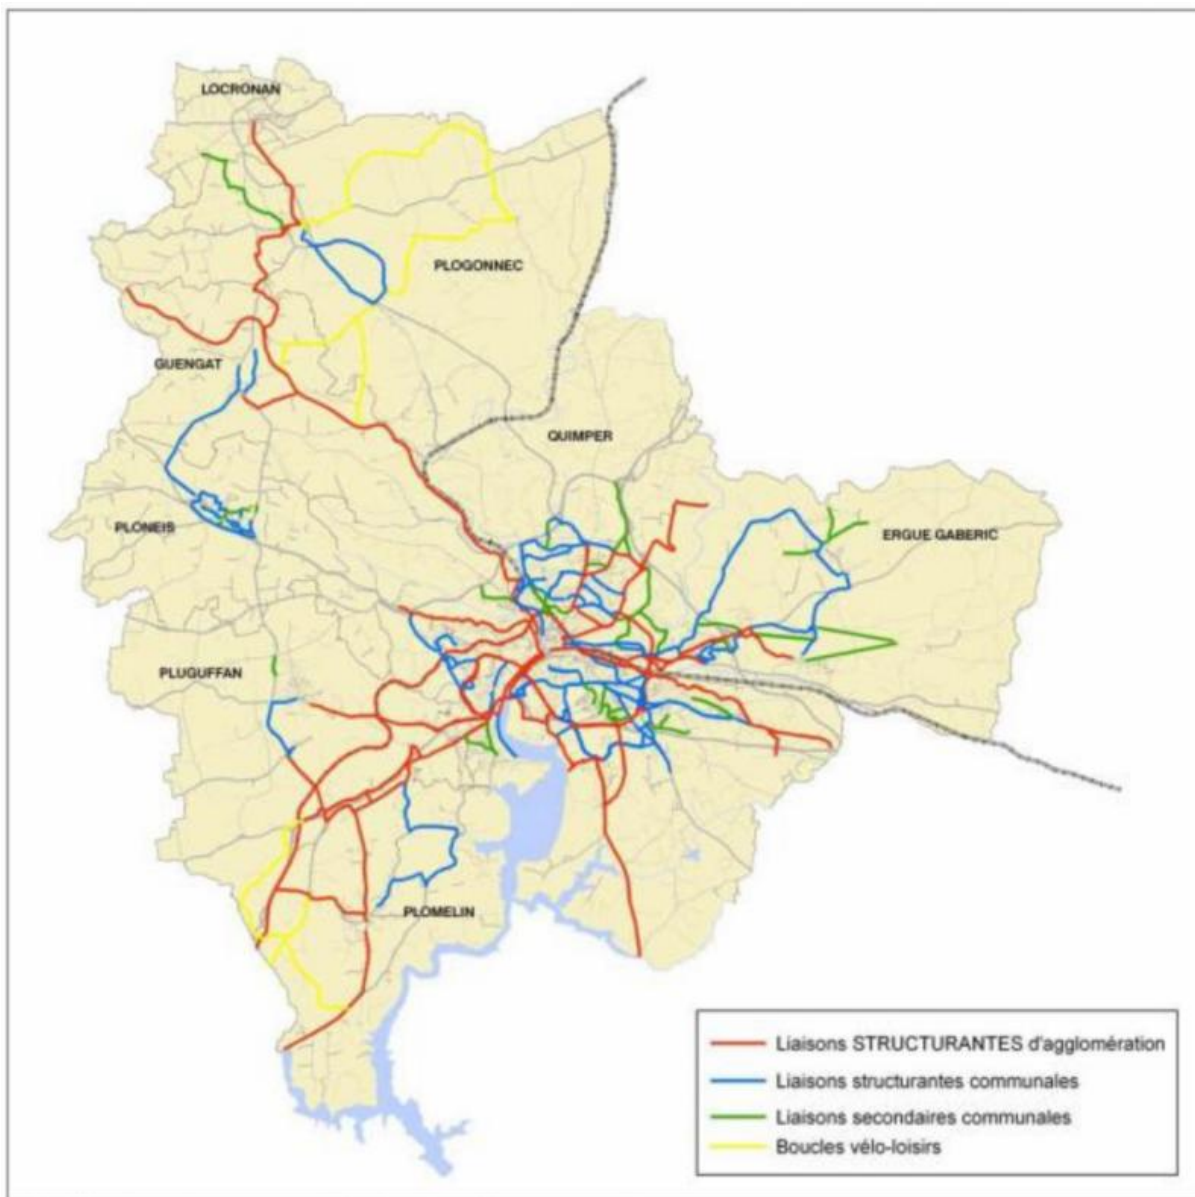 LOCRONAN
PLOGONNEC
GUENGAT
QUIMPER
PLONEIS
ERGUE GABERIC
PLUGUFFAN
PLOMELIN
Liaisons STRUCTURANTES d'agglomération
Liaisons structurantes communales
Liaisons secondaires communales
Boucles vélo-loisirs